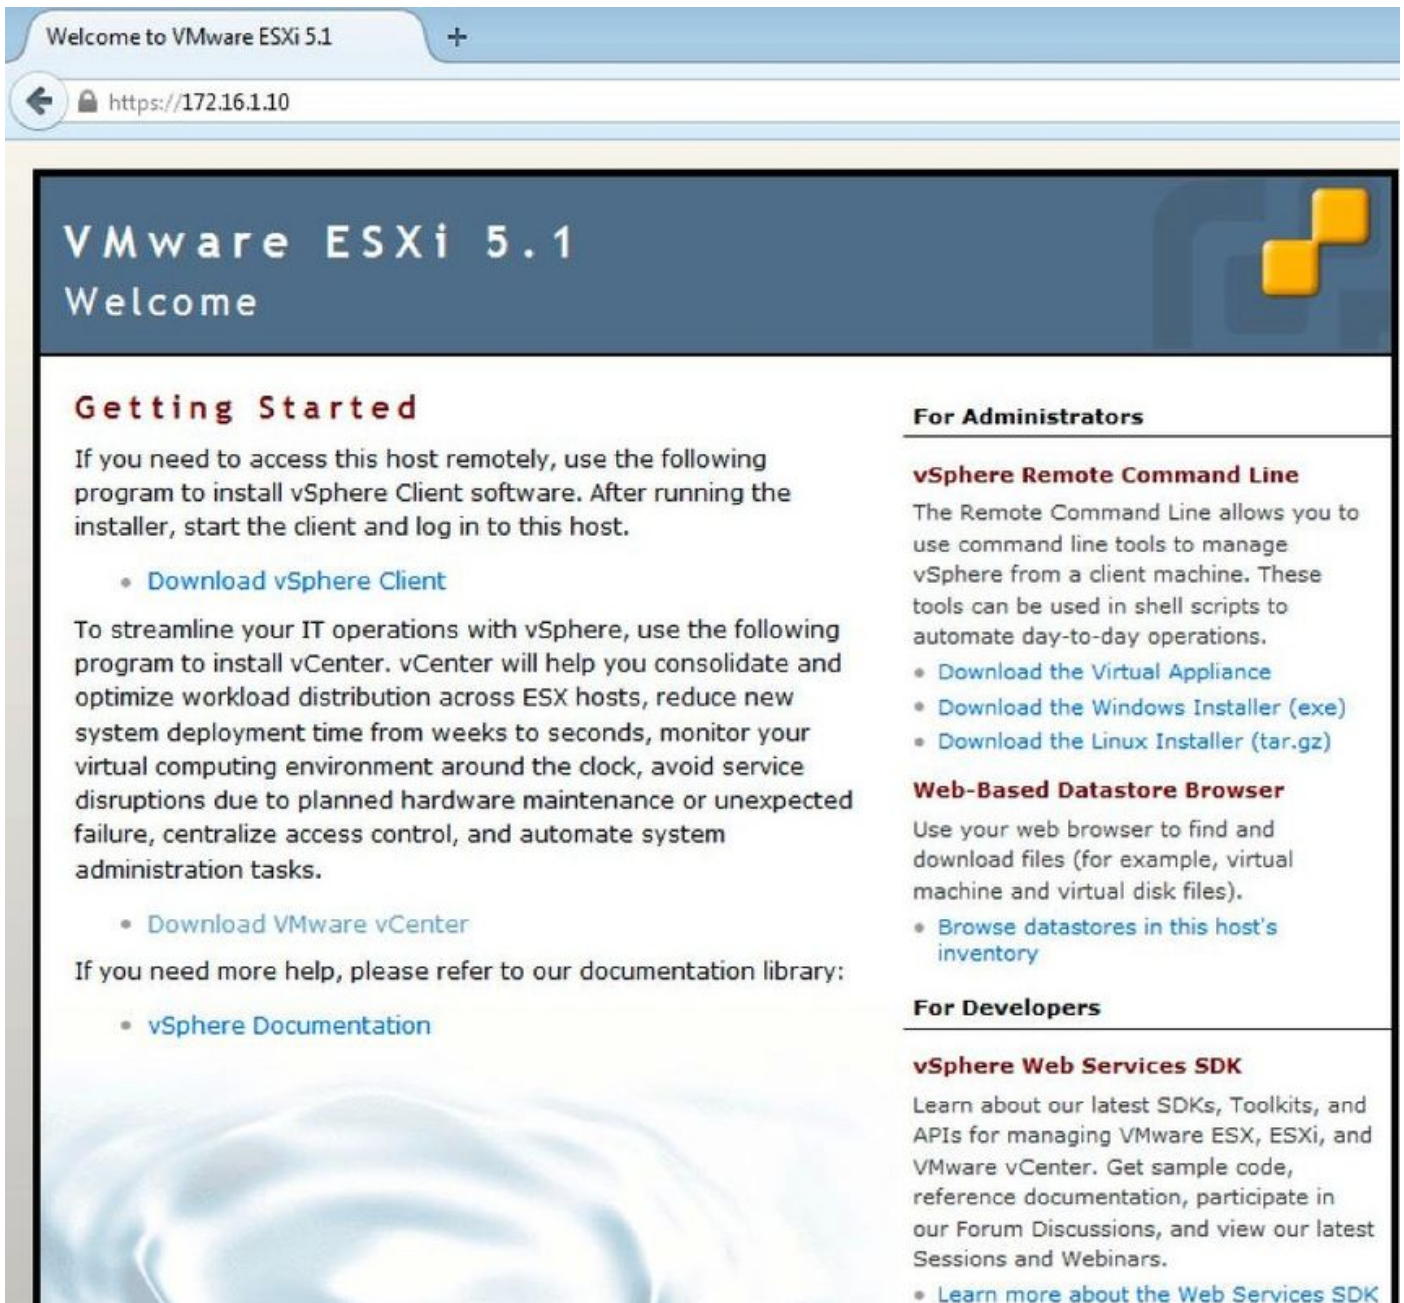 Welcome to VMware ESXi 5.1
https://172.16.1.10
VMware ESXi 5.1
Welcome
Getting Started
If you need to access this host remotely, use the following
program to install vSphere Client software. After running the
installer, start the client and log in to this host.
Download vSphere Client
To streamline your IT operations with vSphere, use the following
program to install vCenter. vCenter will help you consolidate and
optimize workload distribution across ESX hosts, reduce new
system deployment time from weeks to seconds, monitor your
virtual computing environment around the clock, avoid service
disruptions due to planned hardware maintenance or unexpected
failure, centralize access control, and automate system
administration tasks.
Download VMware vCenter
If you need more help, please refer to our documentation library:
vSphere Documentation
For Administrators
vSphere Remote Command Line
The Remote Command Line allows you to
use command line tools to manage
vSphere from a client machine. These
tools can be used in shell scripts to
automate day-to-day operations.
Download the Virtual Appliance
Download the Windows Installer (exe)
Download the Linux Installer (tar.gz)
Web-Based Datastore Browser
Use your web browser to find and
download files (for example, virtual
machine and virtual disk files).
Browse datastores in this host's
inventory
For Developers
vSphere Web Services SDK
Learn about our latest SDKs, Toolkits, and
APIs for managing VMware ESX, ESXi, and
VMware vCenter. Get sample code,
reference documentation, participate in
our Forum Discussions, and view our latest
Sessions and Webinars.
Learn more about the Web Services SDK